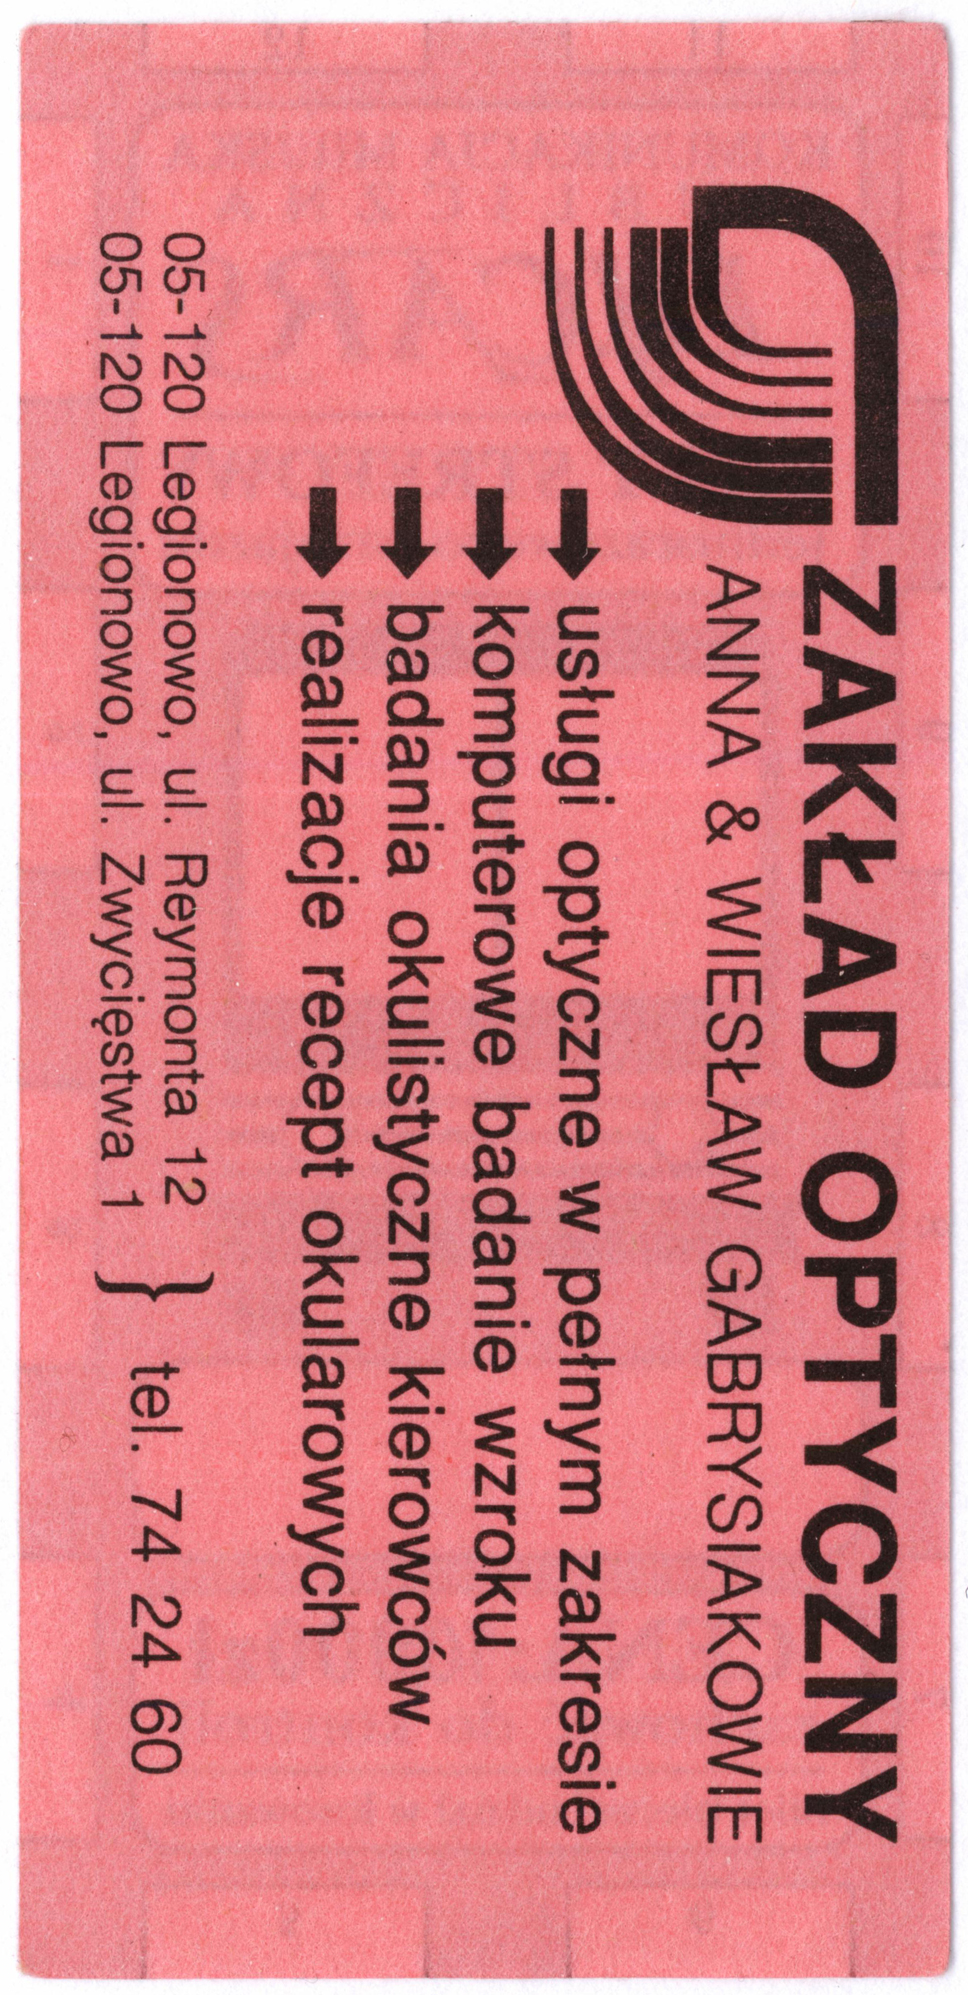 ZAKŁAD OPTYCZNY
ANNA & WIESŁAW GABRYSIAKOWIE
usługi optyczne w pełnym zakresie
komputerowe badanie wzroku
badania okulistyczne kierowców
realizacje recept okularowych
05-120 Legionowo, ul. Reymonta 12
05-120 Legionowo, ul. Zwycięstwa 1 } tel. 74 24 60